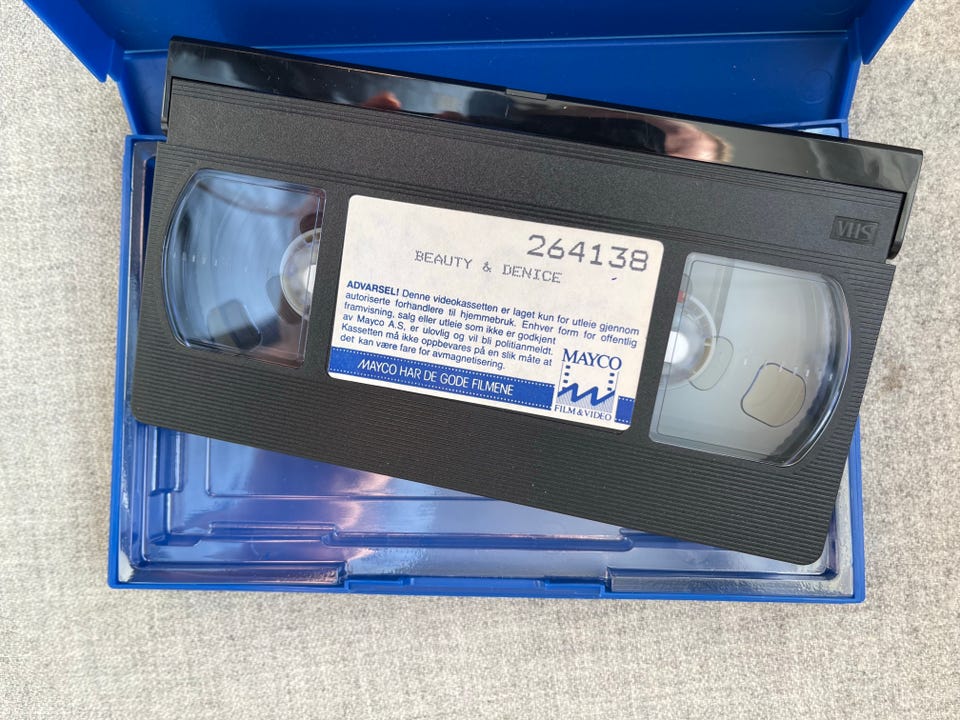 VHS
264138
BEAUTY & DENICE
ADVARSEL! Denne videokassetten er laget kun for utleie gjennom
autoriserte forhandlere til hjemmebruk. Enhver form for offentlig
framvisning, salg eller utleie som ikke er godkjent
av Mayco A.S, er ulovlig og vil bli politianmeldt.
Kassetten må ikke oppbevares på en slik måte at
det kan være fare for avmagnetisering.
MAYCO HAR DE GODE FILMENE
MAYCO
FILM & VIDEO